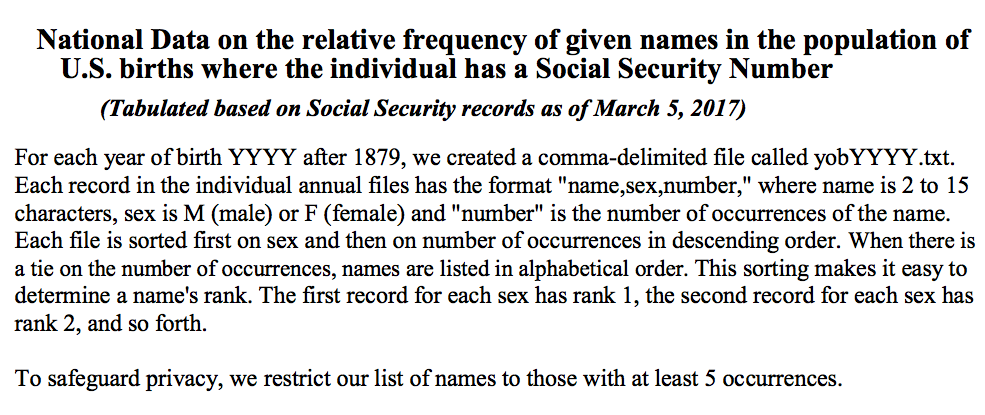 National Data on the relative frequency of given names in the population of
U.S. births where the individual has a Social Security Number
(Tabulated based on Social Security records as of March 5, 2017)
For each year of birth YYYY after 1879, we created a comma-delimited file called yobYYYY.txt.
Each record in the individual annual files has the format "name,sex,number," where name is 2 to 15
characters, sex is M (male) or F (female) and "number" is the number of occurrences of the name.
Each file is sorted first on sex and then on number of occurrences in descending order. When there is
a tie on the number of occurrences, names are listed in alphabetical order. This sorting makes it easy to
determine a name's rank. The first record for each sex has rank 1, the second record for each sex has
rank 2, and so forth.
To safeguard privacy, we restrict our list of names to those with at least 5 occurrences.